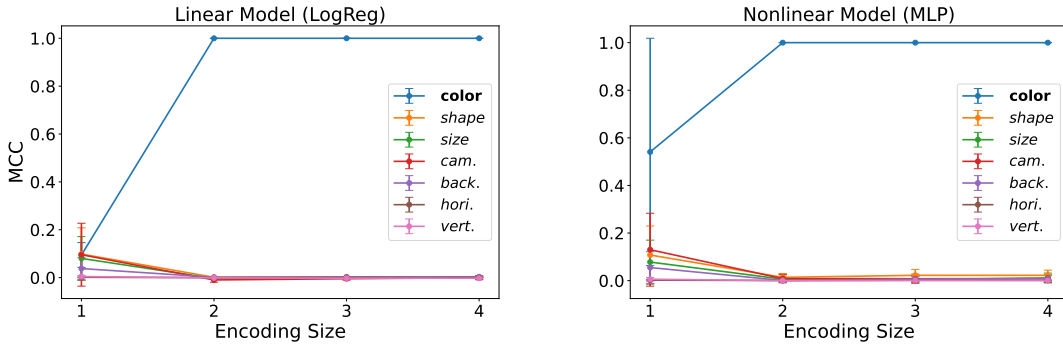 Linear Model (LogReg)
MCC
1.0
0.8
0.6
0.4
0.2
0.0
1 2 3 4
Encoding Size
color
shape
size
cam.
back.
hori.
vert.
Nonlinear Model (MLP)
1.0
0.8
0.6
0.4
0.2
0.0
1 2 3 4
Encoding Size
color
shape
size
cam.
back.
hori.
vert.